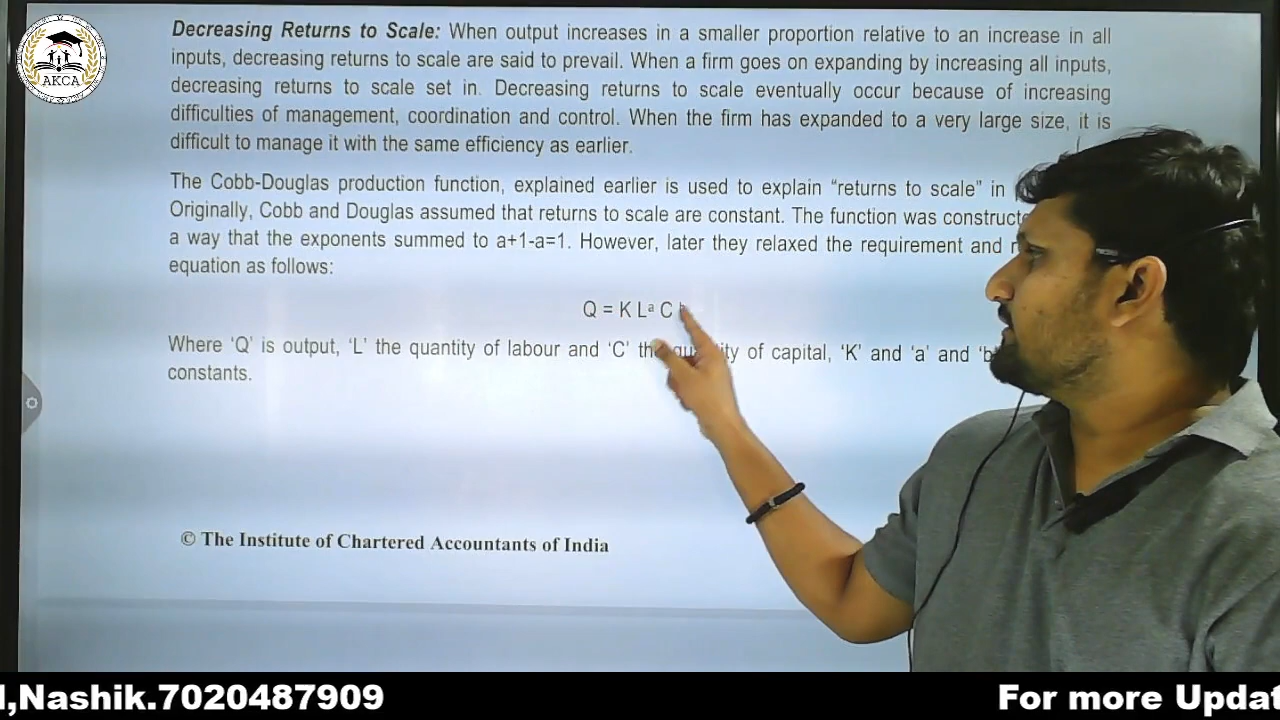 AKCA
Decreasing Returns to Scale: When output increases in a smaller proportion relative to an increase in all
inputs, decreasing returns to scale are said to prevail. When a firm goes on expanding by increasing all inputs,
decreasing returns to scale set in. Decreasing returns to scale eventually occur because of increasing
difficulties of management, coordination and control. When the firm has expanded to a very large size, it is
difficult to manage it with the same efficiency as earlier.
The Cobb-Douglas production function, explained earlier is used to explain “returns to scale” in
Originally, Cobb and Douglas assumed that returns to scale are constant. The function was
a way that the exponents summed to a+1-a=1. However, later they relaxed the requirement and
equation as follows:
Q = K Lᵃ C
Where ‘Q’ is output, ‘L’ the quantity of labour and ‘C’ of capital, ‘K’ and ‘a’ and ‘b’
constants.
© The Institute of Chartered Accountants of India
,Nashik.7020487909 For more